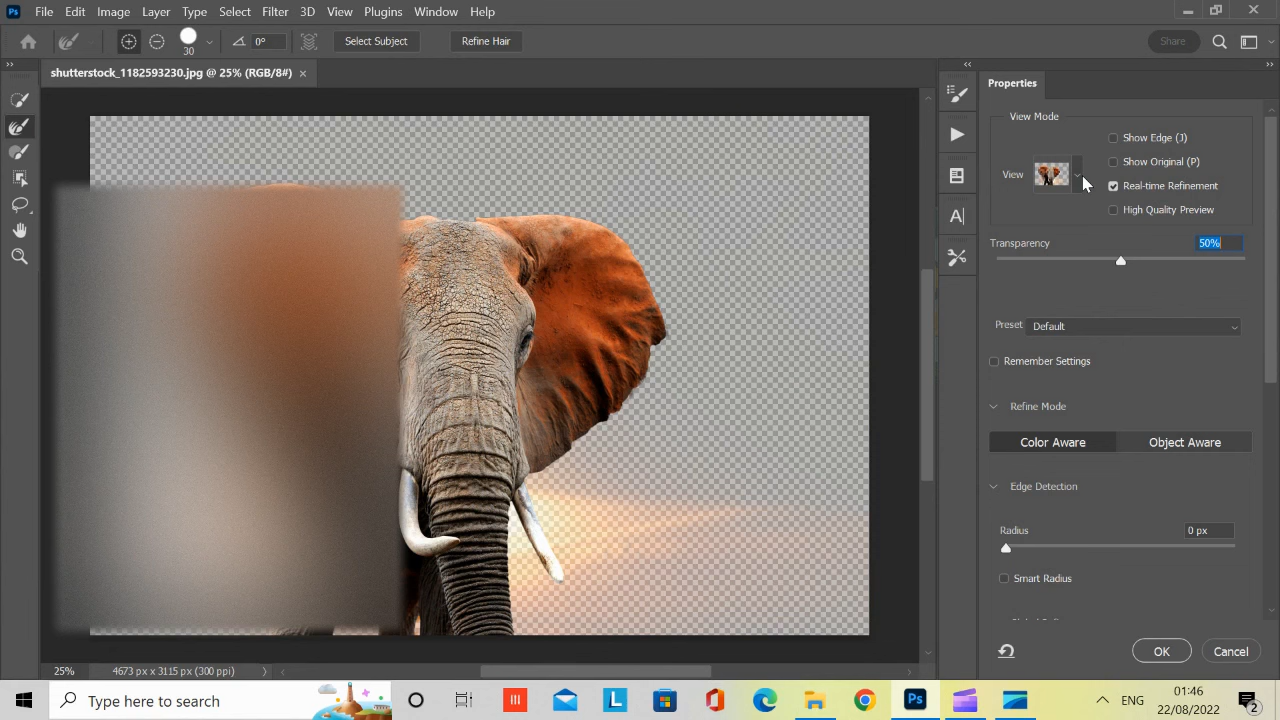 Ps File Edit Image Layer Type Select Filter 3D View Plugins Window Help
30 0° Select Subject Refine Hair Share
shutterstock_1182593230.jpg @ 25% (RGB/8#) ×
Properties
View Mode
Show Edge (J)
Show Original (P)
View
Real-time Refinement
High Quality Preview
Transparency 50%
Preset Default
Remember Settings
Refine Mode
Color Aware Object Aware
Edge Detection
Radius 0 px
Smart Radius
OK Cancel
25% 4673 px x 3115 px (300 ppi)
Type here to search L Ps ENG 01:46
22/08/2022 2